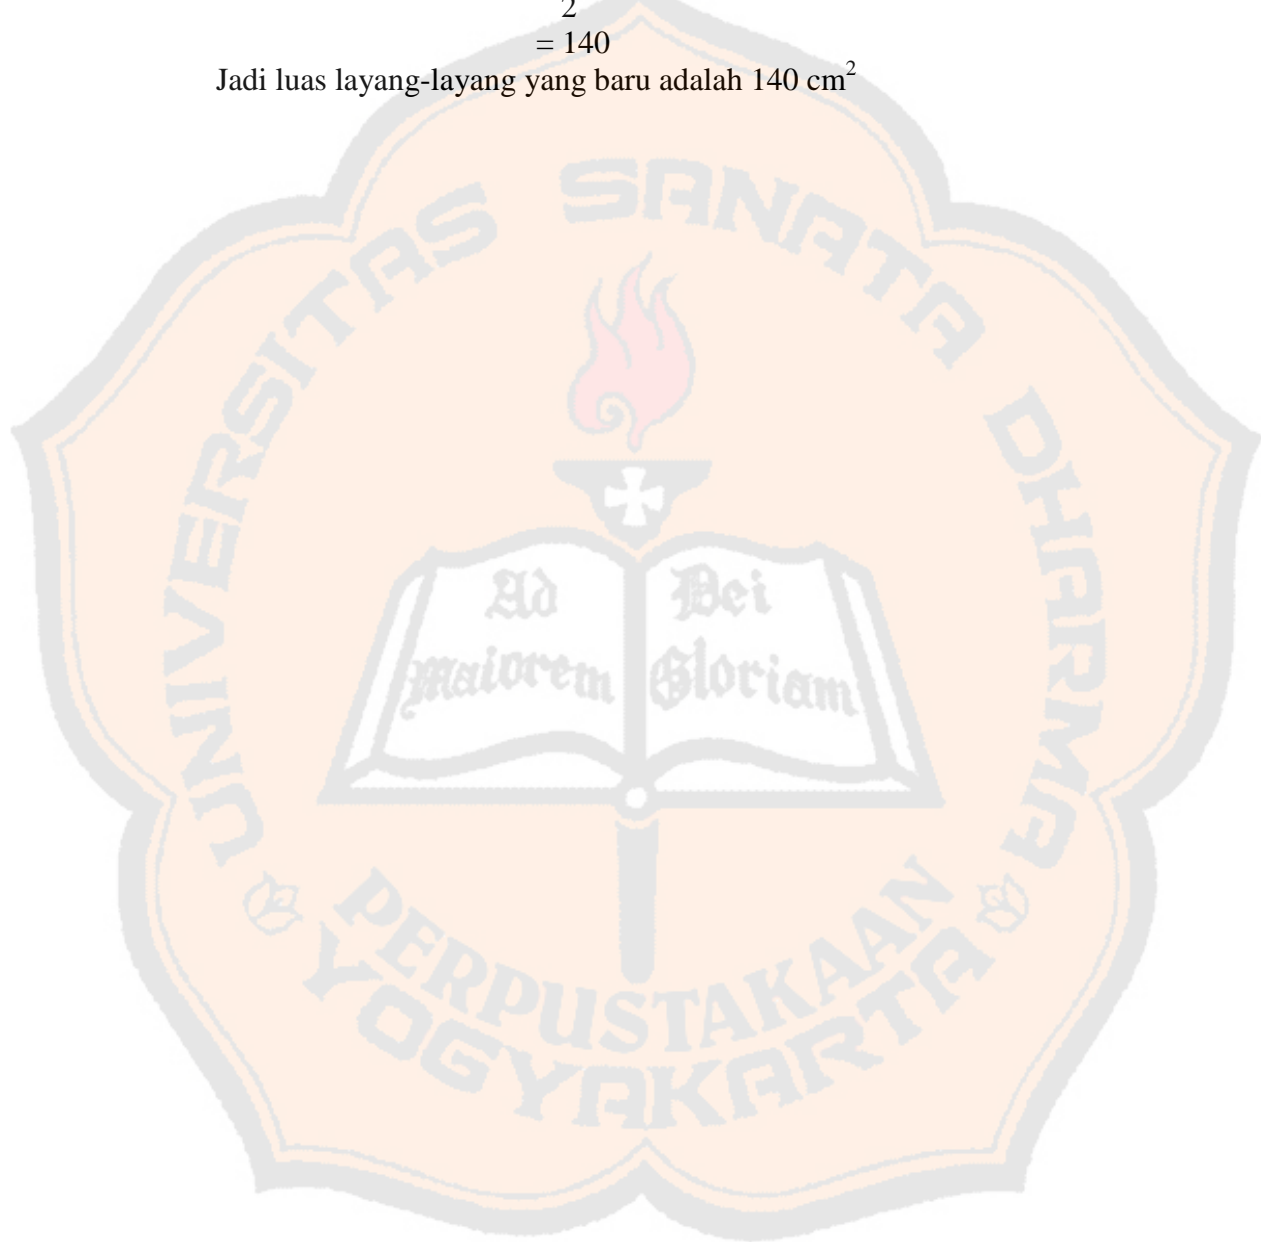 2
= 140
Jadi luas layang-layang yang baru adalah 140 cm²
UNIVERSITAS SANATA DHARMA
Ad
Dei
Maiorem
Gloriam
PERPUSTAKAAN
YOGYAKARTA